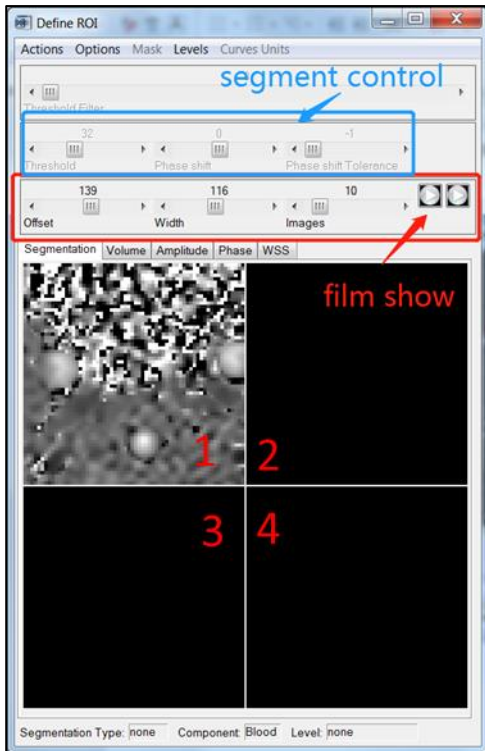 Define ROI
Actions Options Mask Levels Curves Units
segment control
Threshold Filter
32 0 -1
Threshold Phase shift Phase shift Tolerance
139 116 10
Offset Width Images
Segmentation Volume Amplitude Phase WSS
film show
1 2
3 4
Segmentation Type: none Component: Blood Level: none